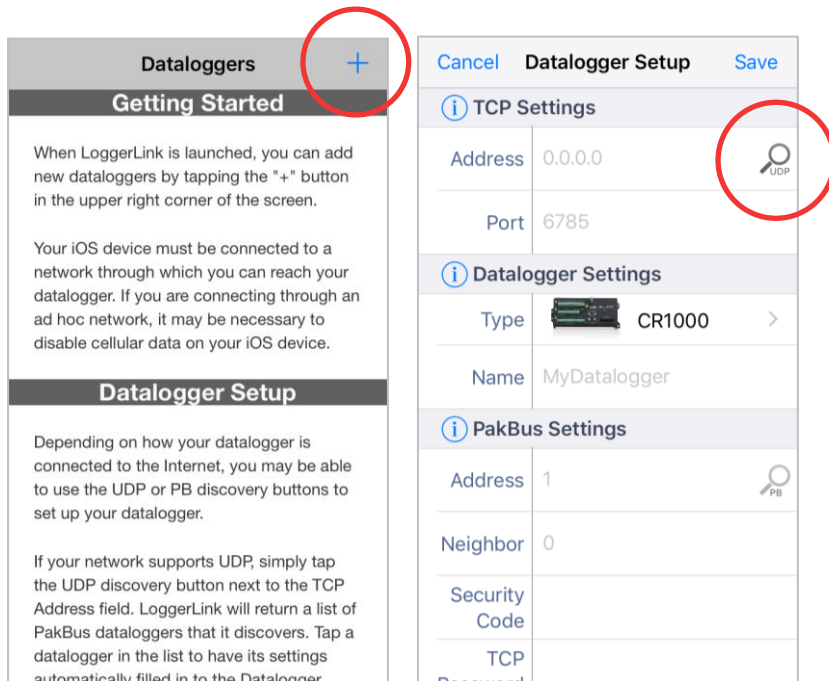 Dataloggers
+
Getting Started
When LoggerLink is launched, you can add
new dataloggers by tapping the "+" button
in the upper right corner of the screen.
Your iOS device must be connected to a
network through which you can reach your
datalogger. If you are connecting through an
ad hoc network, it may be necessary to
disable cellular data on your iOS device.
Datalogger Setup
Depending on how your datalogger is
connected to the Internet, you may be able
to use the UDP or PB discovery buttons to
set up your datalogger.
If your network supports UDP, simply tap
the UDP discovery button next to the TCP
Address field. LoggerLink will return a list of
PakBus dataloggers that it discovers. Tap a
datalogger in the list to have its settings
automatically filled in to the Datalogger
Cancel Datalogger Setup Save
i TCP Settings
Address 0.0.0.0 UDP
Port 6785
i Datalogger Settings
Type CR1000 >
Name MyDatalogger
i PakBus Settings
Address 1 PB
Neighbor 0
Security
Code
TCP
Password